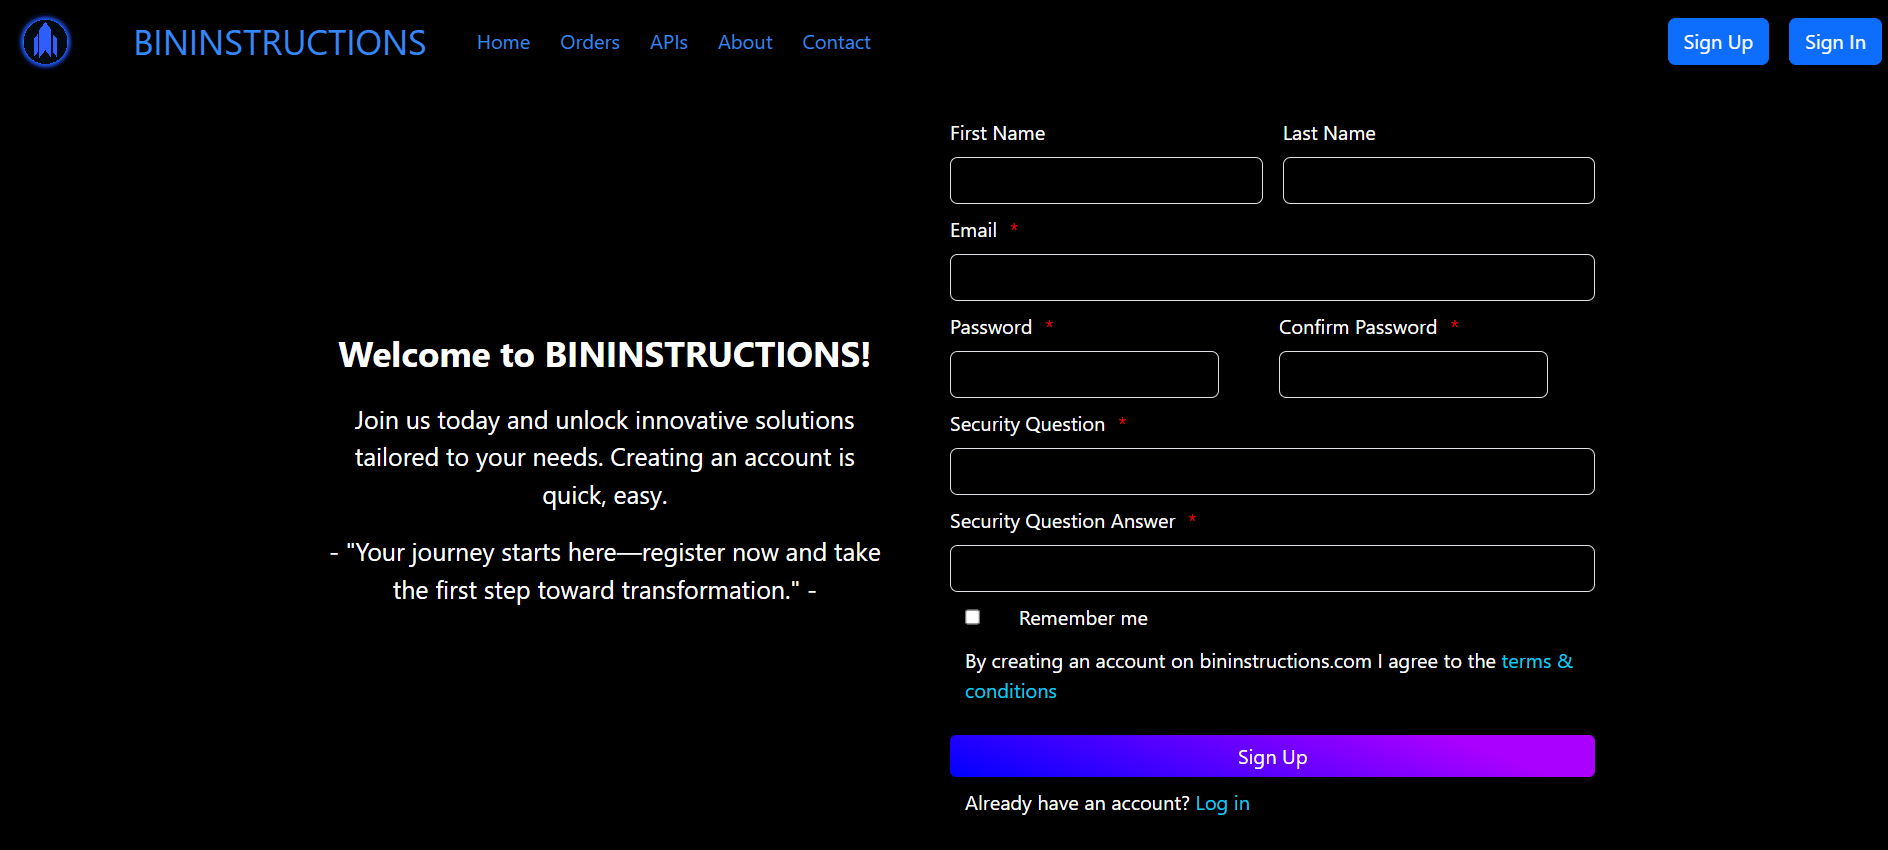 BININSTRUCTIONS
Home
Orders
APIs
About
Contact
Sign Up
Sign In
Welcome to BININSTRUCTIONS!
Join us today and unlock innovative solutions
tailored to your needs. Creating an account is
quick, easy.
- "Your journey starts here—register now and take
the first step toward transformation." -
First Name
Last Name
Email *
Password *
Confirm Password *
Security Question *
Security Question Answer *
Remember me
By creating an account on bininstructions.com I agree to the terms &
conditions
Sign Up
Already have an account? Log in